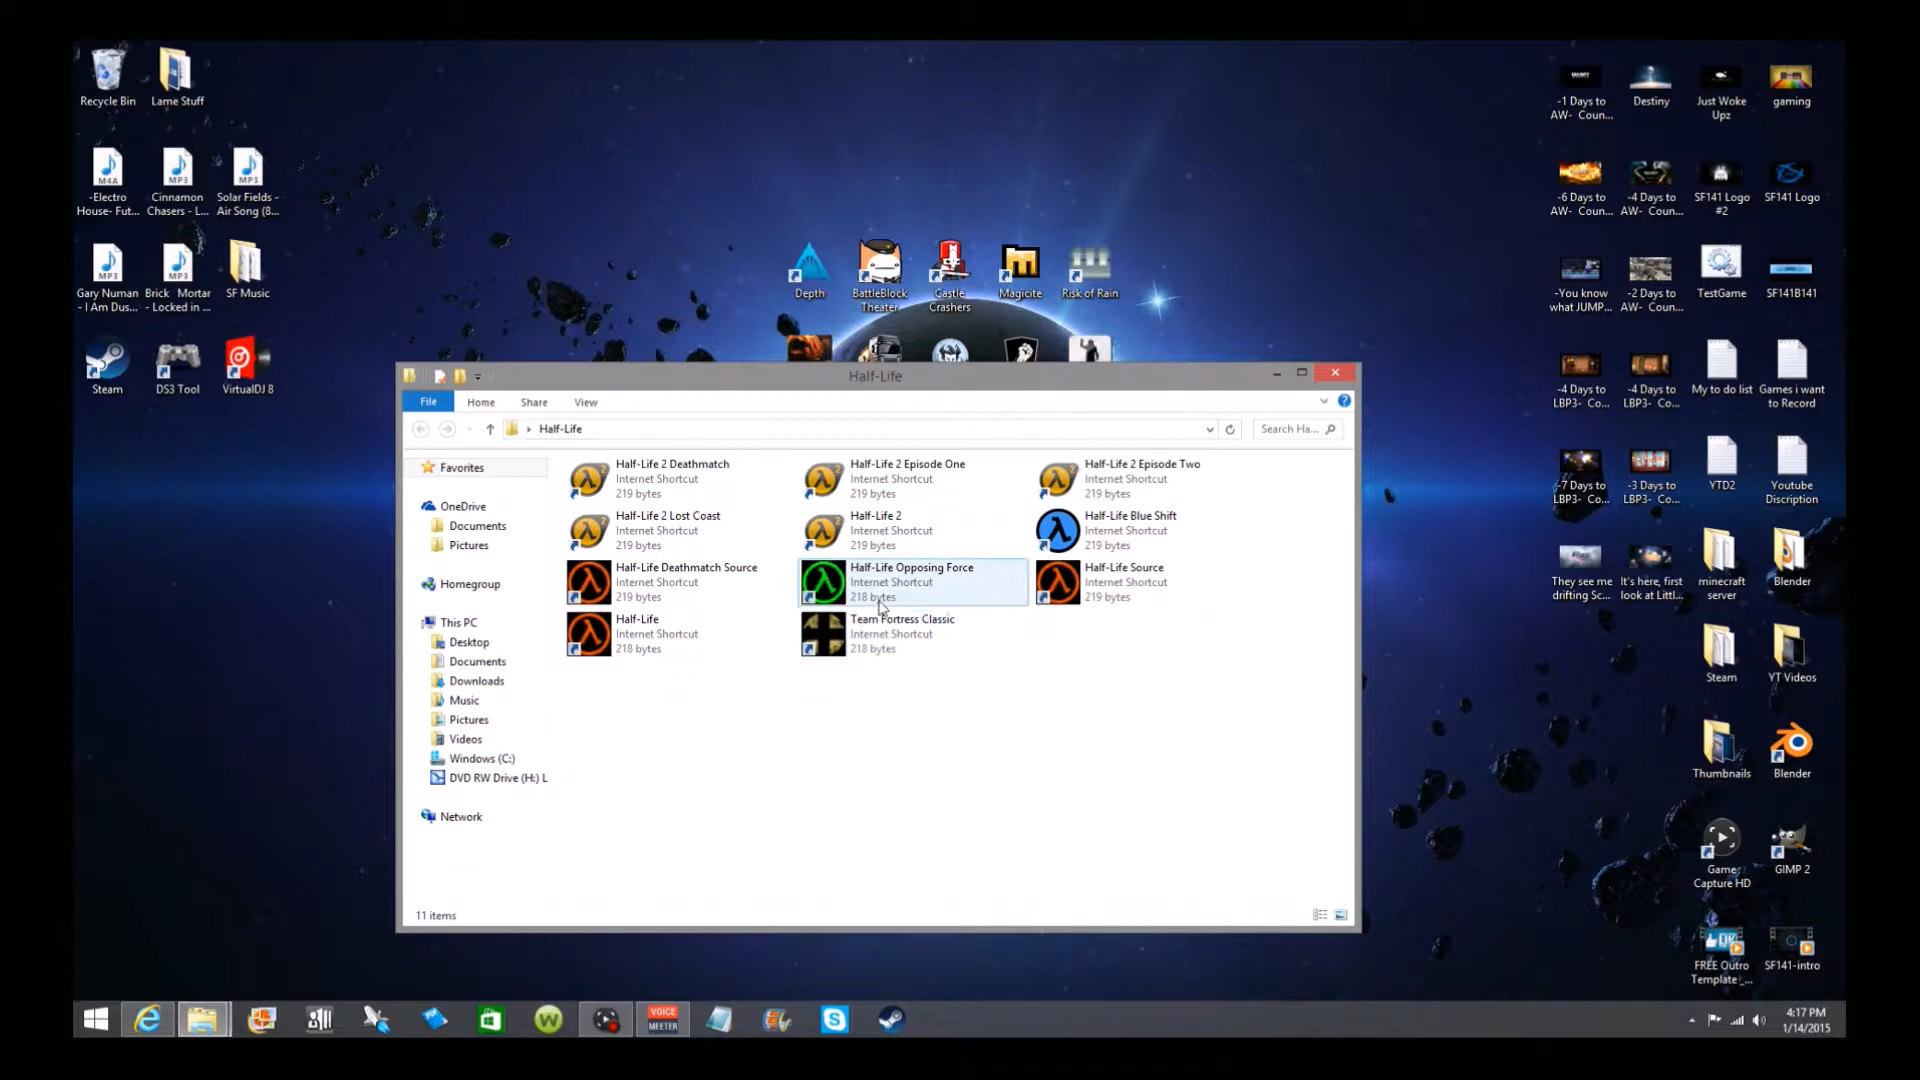 Recycle Bin
Lame Stuff
M4A
MP3
MP3
-Electro
House- Fut...
Cinnamon
Chasers - L...
Solar Fields -
Air Song (8...
MP3
MP3
Gary Numan
- I Am Dus...
Brick Mortar
- Locked in ...
SF Music
Steam
DS3 Tool
VirtualDJ 8
Depth
BattleBlock
Theater
Castle
Crashers
Magicite
Risk of Rain
-1 Days to
AW- Coun...
Destiny
Just Woke
Upz
gaming
-6 Days to
AW- Coun...
-4 Days to
AW- Coun...
SF141 Logo
#2
SF141 Logo
-You know
what JUMP...
-2 Days to
AW- Coun...
TestGame
SF141B141
-4 Days to
LBP3- Co...
-4 Days to
LBP3- Co...
My to do list
Games i want
to Record
-7 Days to
LBP3- Co...
-3 Days to
LBP3- Co...
YTD2
Youtube
Discription
They see me
drifting Sc...
It's here, first
look at Littl...
minecraft
server
Blender
Steam
YT Videos
Thumbnails
Blender
Game
Capture HD
GIMP 2
FREE Outro
Template_...
SF141-intro
Half-Life
File
Home
Share
View
Half-Life
Search Ha...
Favorites
OneDrive
Documents
Pictures
Homegroup
This PC
Desktop
Documents
Downloads
Music
Pictures
Videos
Windows (C:)
DVD RW Drive (H:) L
Network
Half-Life 2 Deathmatch
Internet Shortcut
219 bytes
Half-Life 2 Episode One
Internet Shortcut
219 bytes
Half-Life 2 Episode Two
Internet Shortcut
219 bytes
Half-Life 2 Lost Coast
Internet Shortcut
219 bytes
Half-Life 2
Internet Shortcut
219 bytes
Half-Life Blue Shift
Internet Shortcut
219 bytes
Half-Life Deathmatch Source
Internet Shortcut
219 bytes
Half-Life Opposing Force
Internet Shortcut
218 bytes
Half-Life Source
Internet Shortcut
219 bytes
Half-Life
Internet Shortcut
218 bytes
Team Fortress Classic
Internet Shortcut
218 bytes
11 items
VOICE
MEETER
4:17 PM
1/14/2015